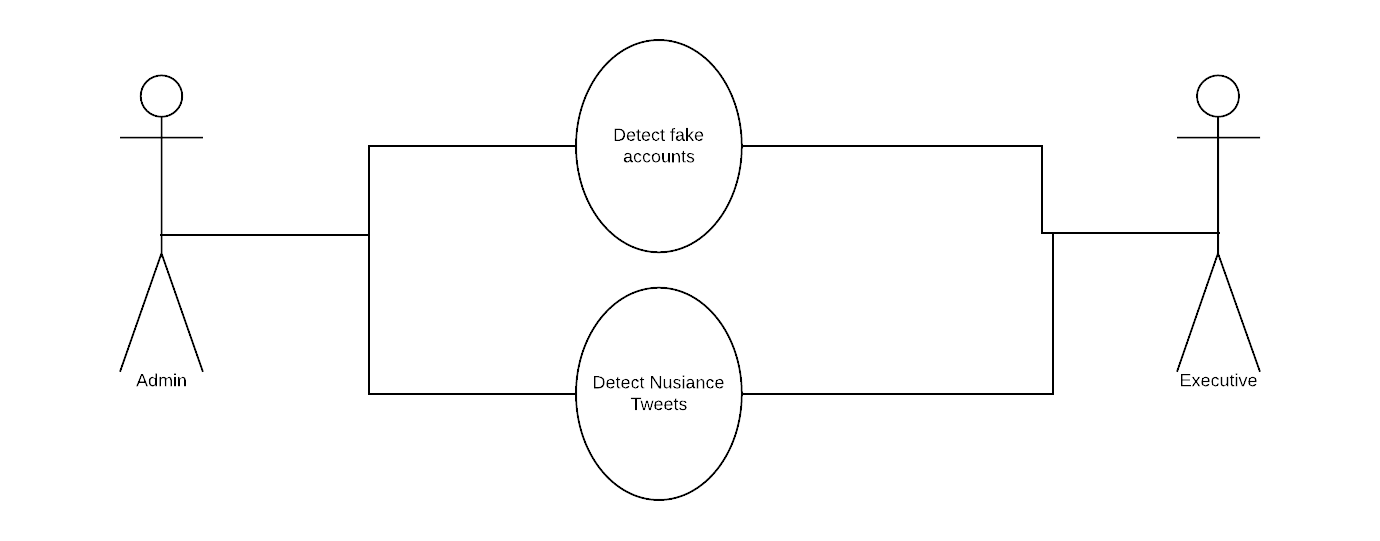 Detect fake
accounts
Detect Nusiance
Tweets
Admin
Executive